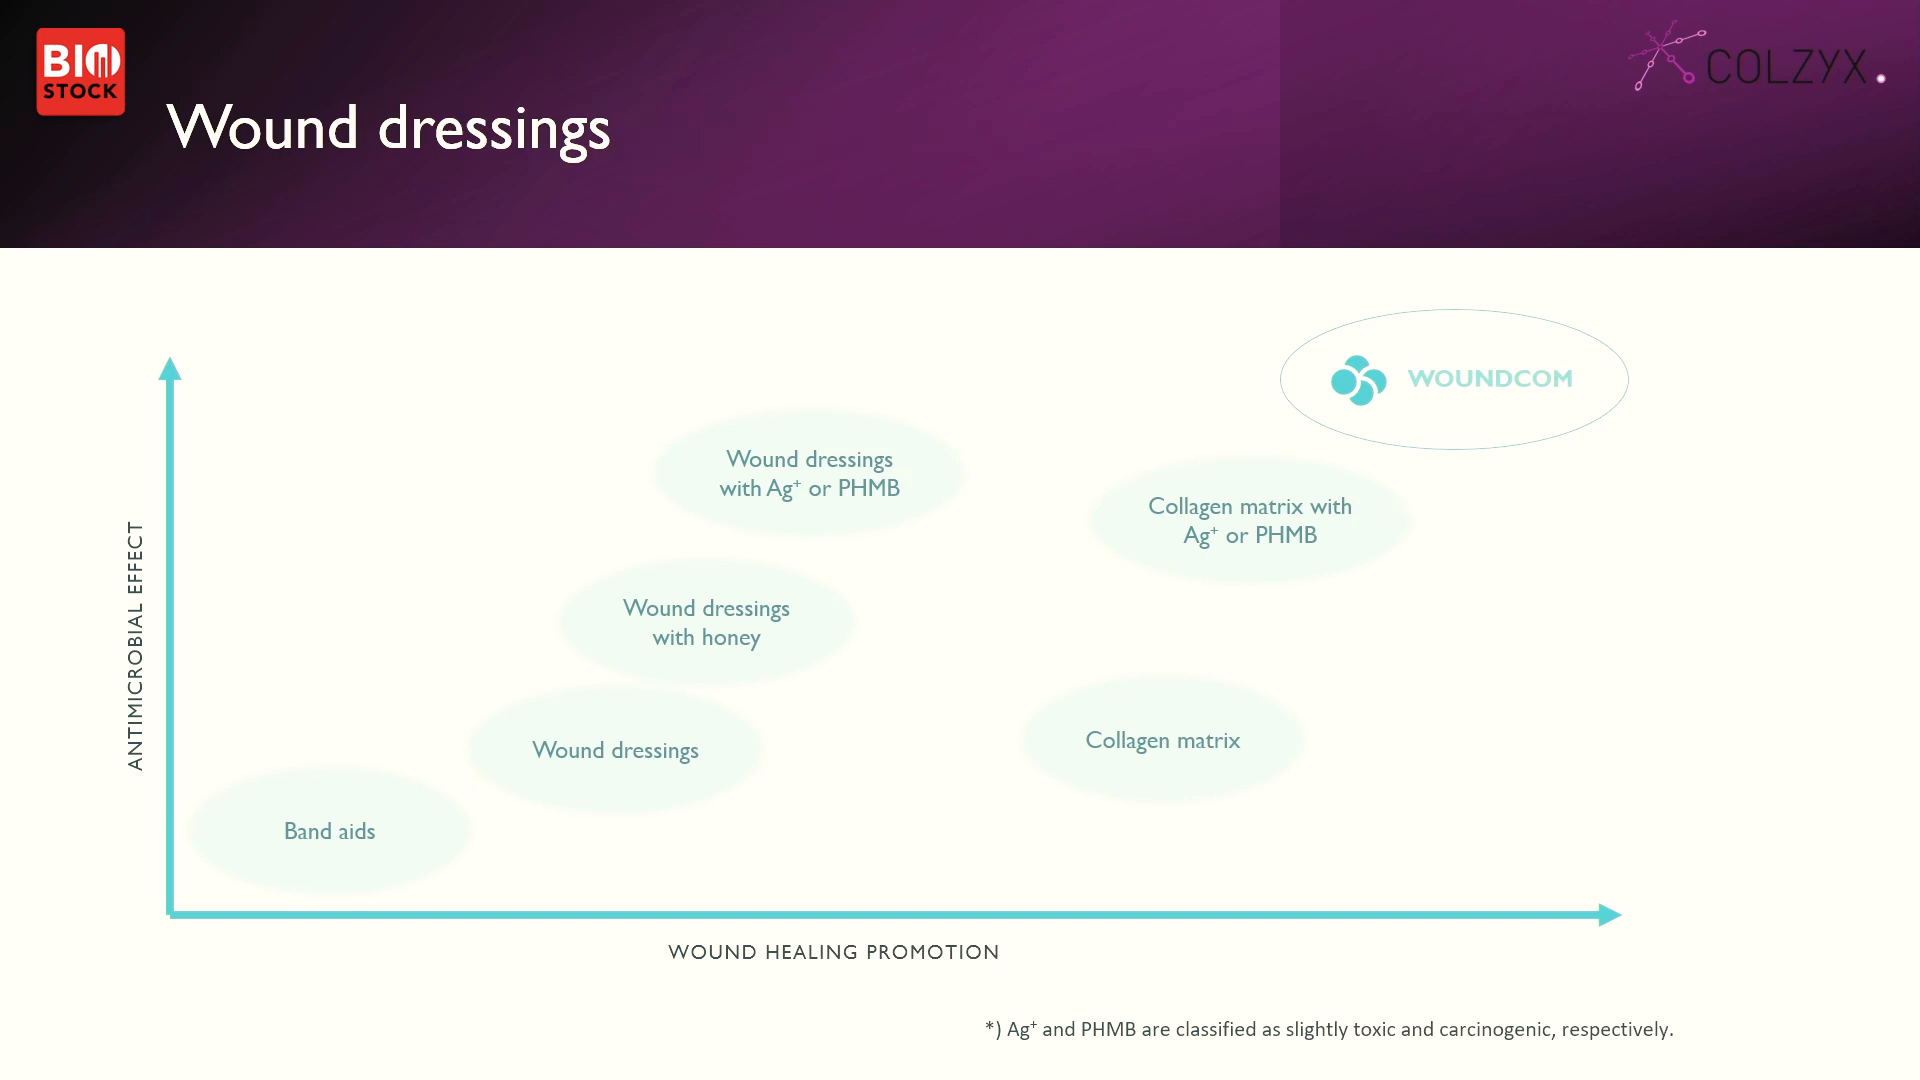 BIO
STOCK
COLZYX
Wound dressings
WOUNDCOM
Wound dressings
with Ag⁺ or PHMB
Collagen matrix with
Ag⁺ or PHMB
Wound dressings
with honey
Wound dressings
Collagen matrix
Band aids
ANTIMICROBIAL EFFECT
WOUND HEALING PROMOTION
*) Ag⁺ and PHMB are classified as slightly toxic and carcinogenic, respectively.